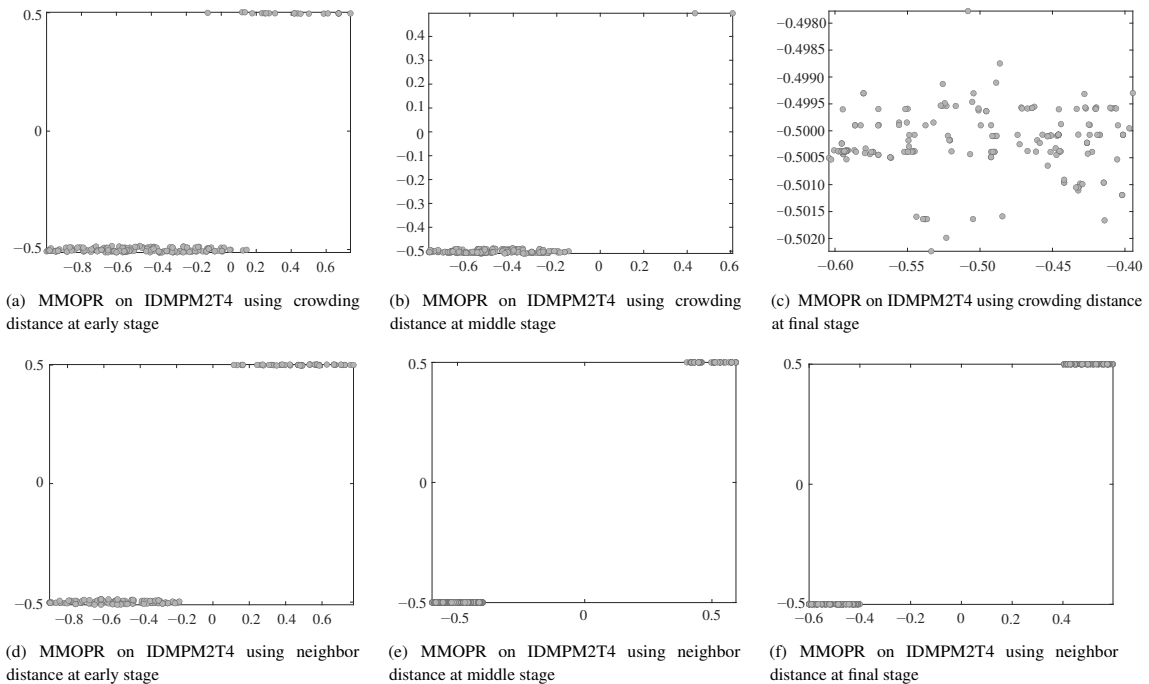 0.5
0
−0.5
−0.8 −0.6 −0.4 −0.2 0 0.2 0.4 0.6
(a) MMOPR on IDMPM2T4 using crowding
distance at early stage
0.4
0.3
0.2
0.1
0
−0.1
−0.2
−0.3
−0.4
−0.5
−0.6 −0.4 −0.2 0 0.2 0.4 0.6
(b) MMOPR on IDMPM2T4 using crowding
distance at middle stage
−0.4980
−0.4985
−0.4990
−0.4995
−0.5000
−0.5005
−0.5010
−0.5015
−0.5020
−0.60 −0.55 −0.50 −0.45 −0.40
(c) MMOPR on IDMPM2T4 using crowding distance
at final stage
0.5
0
−0.5
−0.8 −0.6 −0.4 −0.2 0 0.2 0.4 0.6
(d) MMOPR on IDMPM2T4 using neighbor
distance at early stage
0.5
0
−0.5
−0.5 0 0.5
(e) MMOPR on IDMPM2T4 using neighbor
distance at middle stage
0.5
0
−0.5
−0.6 −0.4 −0.2 0 0.2 0.4
(f) MMOPR on IDMPM2T4 using neighbor
distance at final stage